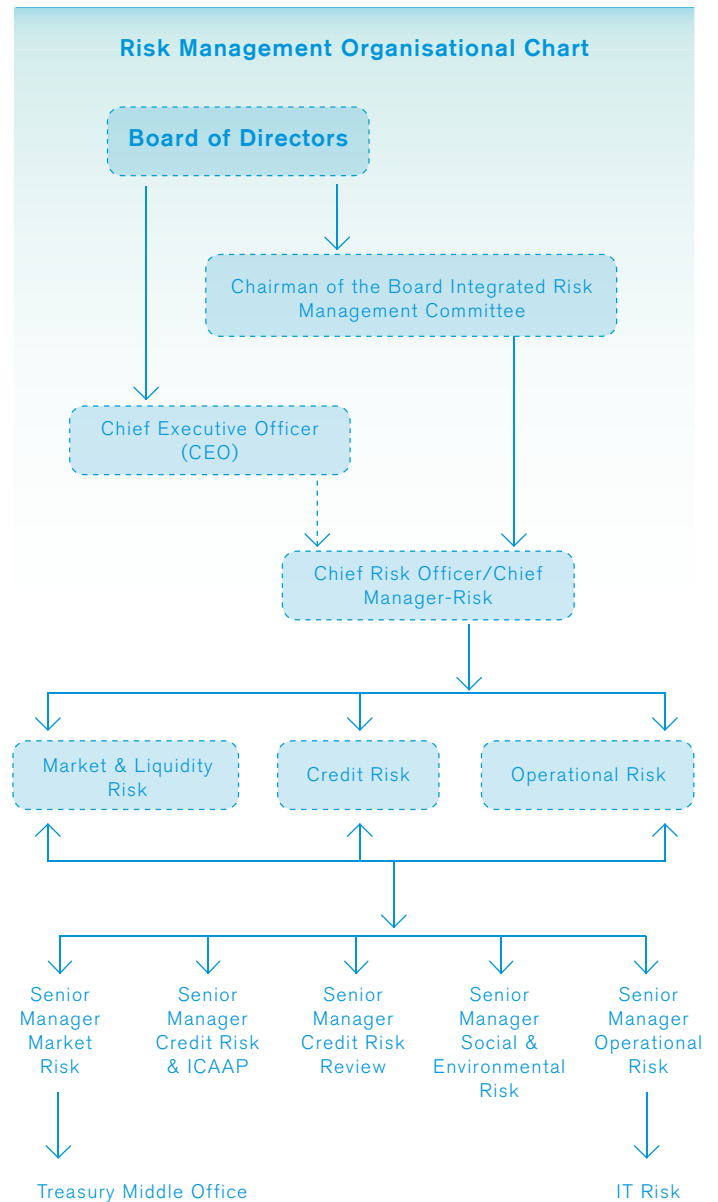 Risk Management Organisational Chart
Board of Directors
Chairman of the Board Integrated Risk
Management Committee
Chief Executive Officer
(CEO)
Chief Risk Officer/Chief
Manager-Risk
Market & Liquidity
Risk
Credit Risk
Operational Risk
Senior
Manager
Market
Risk
Senior
Manager
Credit Risk
& ICAAP
Senior
Manager
Credit Risk
Review
Senior
Manager
Social &
Environmental
Risk
Senior
Manager
Operational
Risk
Treasury Middle Office
IT Risk